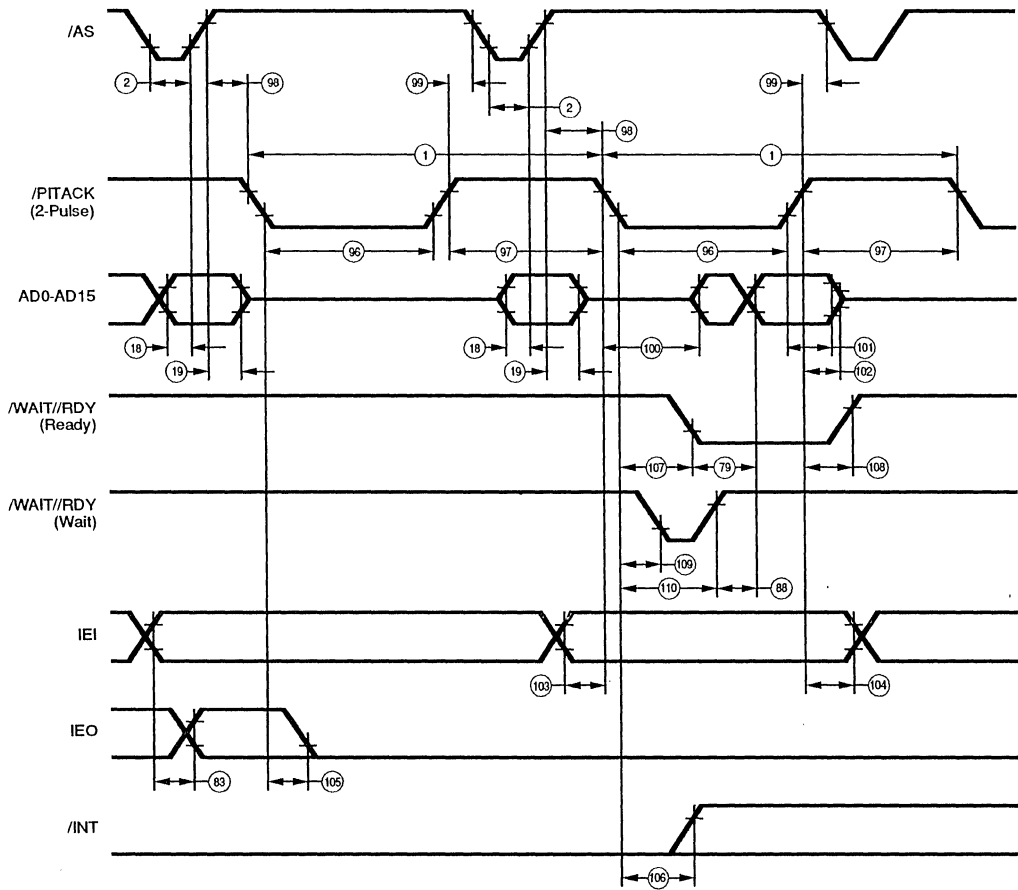 /AS
2
98
99
99
2
98
1
1
/PITACK
(2-Pulse)
96
97
96
97
AD0-AD15
18
18
100
101
19
19
102
/WAIT//RDY
(Ready)
107
79
108
/WAIT//RDY
(Wait)
109
110
88
IEI
103
104
IEO
83
105
/INT
106